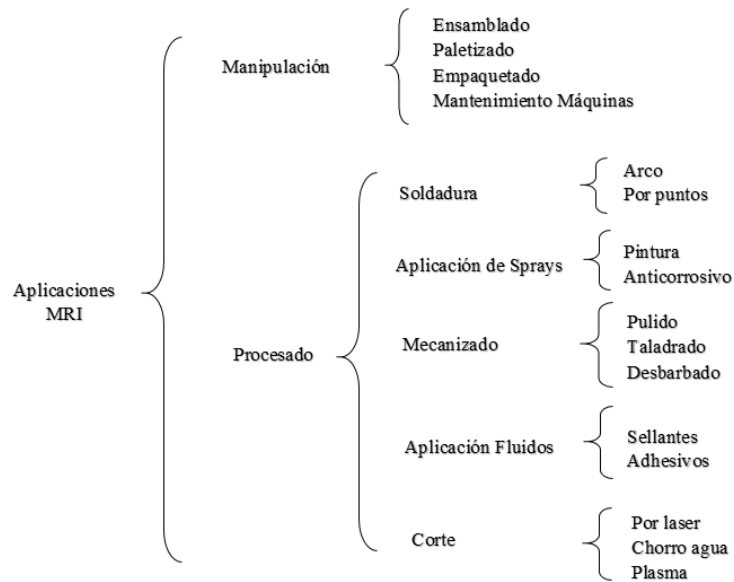 Aplicaciones
MRI
Manipulación
Ensamblado
Paletizado
Empaquetado
Mantenimiento Máquinas
Procesado
Soldadura
Arco
Por puntos
Aplicación de Sprays
Pintura
Anticorrosivo
Mecanizado
Pulido
Taladrado
Desbarbado
Aplicación Fluidos
Sellantes
Adhesivos
Corte
Por laser
Chorro agua
Plasma